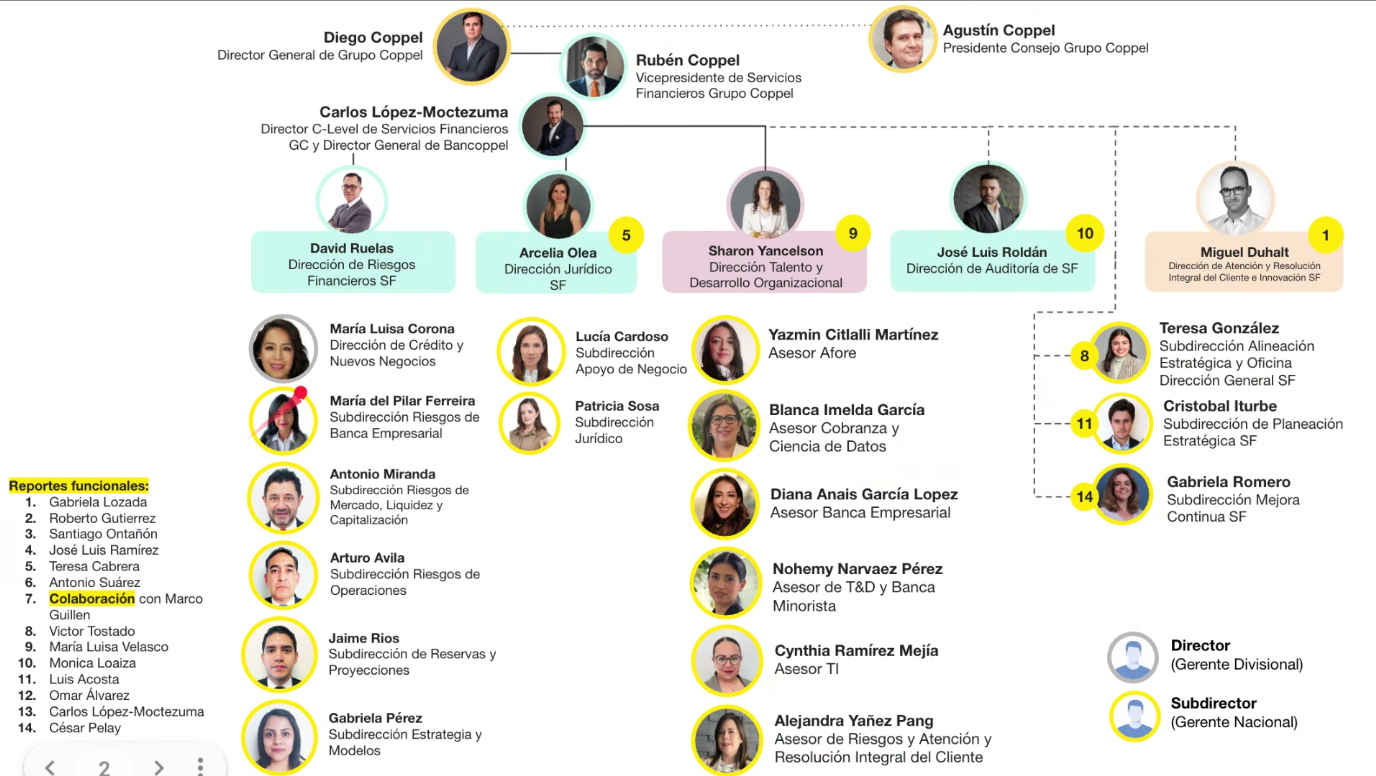 Diego Coppel
Director General de Grupo Coppel
Agustín Coppel
Presidente Consejo Grupo Coppel
Rubén Coppel
Vicepresidente de Servicios
Financieros Grupo Coppel
Carlos López-Moctezuma
Director C-Level de Servicios Financieros
GC y Director General de Bancoppel
David Ruelas
Dirección de Riesgos
Financieros SF
5
Arcelia Olea
Dirección Jurídico
SF
9
Sharon Yancelson
Dirección Talento y
Desarrollo Organizacional
10
José Luis Roldán
Dirección de Auditoría de SF
1
Miguel Duhalt
Dirección de Atención y Resolución
Integral del Cliente e Innovación SF
María Luisa Corona
Dirección de Crédito y
Nuevos Negocios
María del Pilar Ferreira
Subdirección Riesgos de
Banca Empresarial
Antonio Miranda
Subdirección Riesgos de
Mercado, Liquidez y
Capitalización
Arturo Avila
Subdirección Riesgos de
Operaciones
Jaime Rios
Subdirección de Reservas y
Proyecciones
Gabriela Pérez
Subdirección Estrategia y
Modelos
Lucía Cardoso
Subdirección
Apoyo de Negocio
Patricia Sosa
Subdirección
Jurídico
Yazmin Citlalli Martínez
Asesor Afore
Blanca Imelda García
Asesor Cobranza y
Ciencia de Datos
Diana Anais García Lopez
Asesor Banca Empresarial
Nohemy Narvaez Pérez
Asesor de T&D y Banca
Minorista
Cynthia Ramírez Mejía
Asesor TI
Alejandra Yañez Pang
Asesor de Riesgos y Atención y
Resolución Integral del Cliente
8
Teresa González
Subdirección Alineación
Estratégica y Oficina
Dirección General SF
11
Cristobal Iturbe
Subdirección de Planeación
Estratégica SF
14
Gabriela Romero
Subdirección Mejora
Continua SF
Reportes funcionales:
1. Gabriela Lozada
2. Roberto Gutierrez
3. Santiago Ontañón
4. José Luis Ramírez
5. Teresa Cabrera
6. Antonio Suárez
7. Colaboración con Marco
Guillen
8. Victor Tostado
9. María Luisa Velasco
10. Monica Loaiza
11. Luis Acosta
12. Omar Álvarez
13. Carlos López-Moctezuma
14. César Pelay
Director
(Gerente Divisional)
Subdirector
(Gerente Nacional)
2